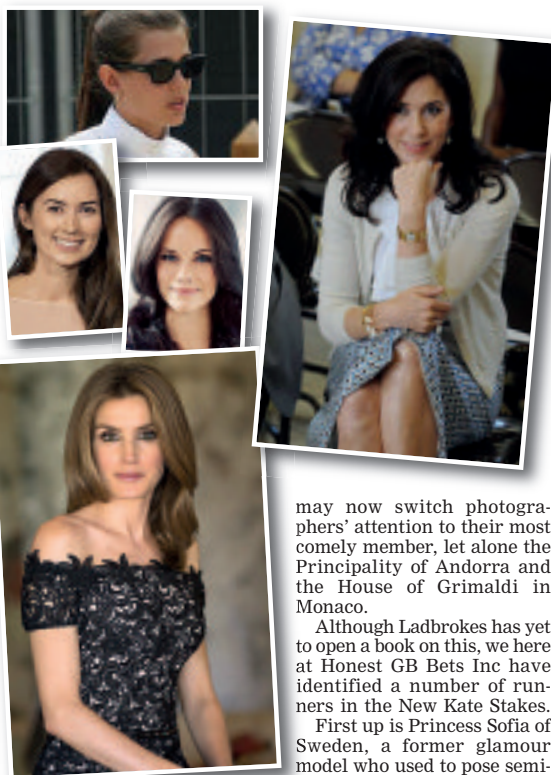 may now switch photogra-
phers’ attention to their most
comely member, let alone the
Principality of Andorra and
the House of Grimaldi in
Monaco.
Although Ladbrokes has yet
to open a book on this, we here
at Honest GB Bets Inc have
identified a number of run-
ners in the New Kate Stakes.
First up is Princess Sofia of
Sweden, a former glamour
model who used to pose semi-